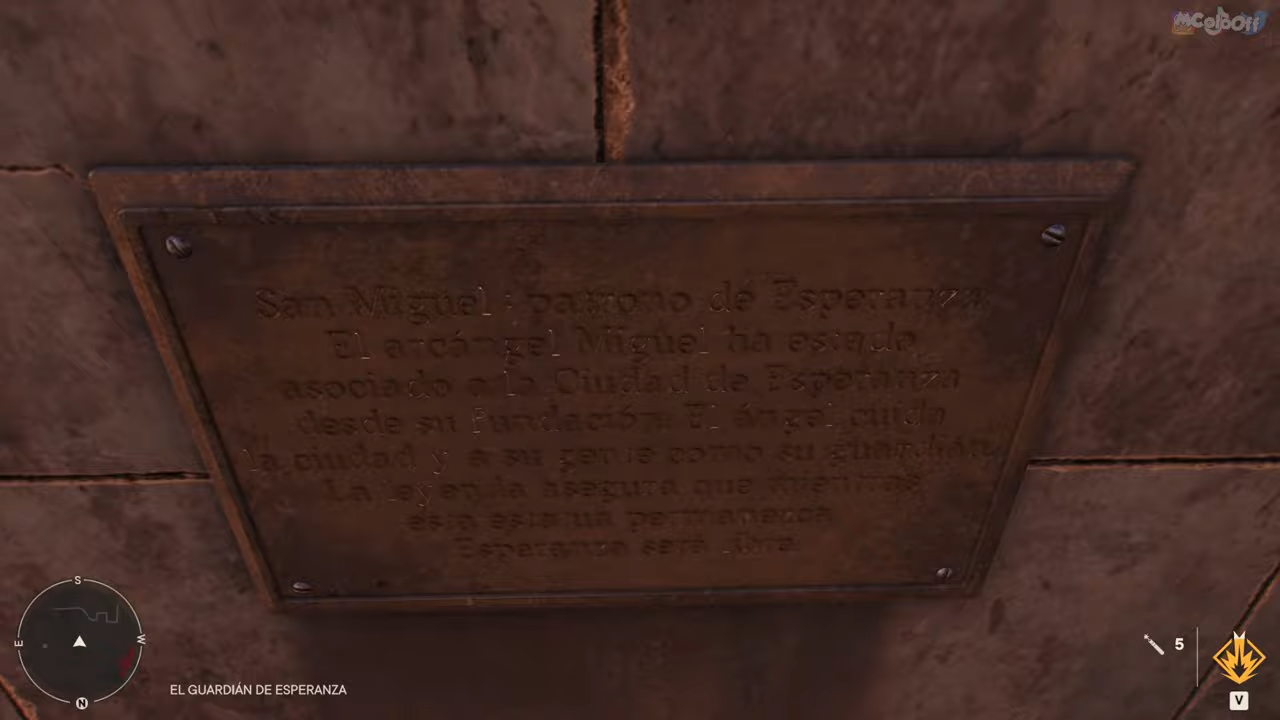 McelDoff
San Miguel: patrono de Esperanza
El arcángel Miguel ha estado
asociado a la Ciudad de Esperanza
desde su Fundación. El ángel cuida
la ciudad y a su gente como su guardián.
La leyenda asegura que mientras
esta estatua permanezca
Esperanza será libre
S
E
W
N
EL GUARDIÁN DE ESPERANZA
5
V